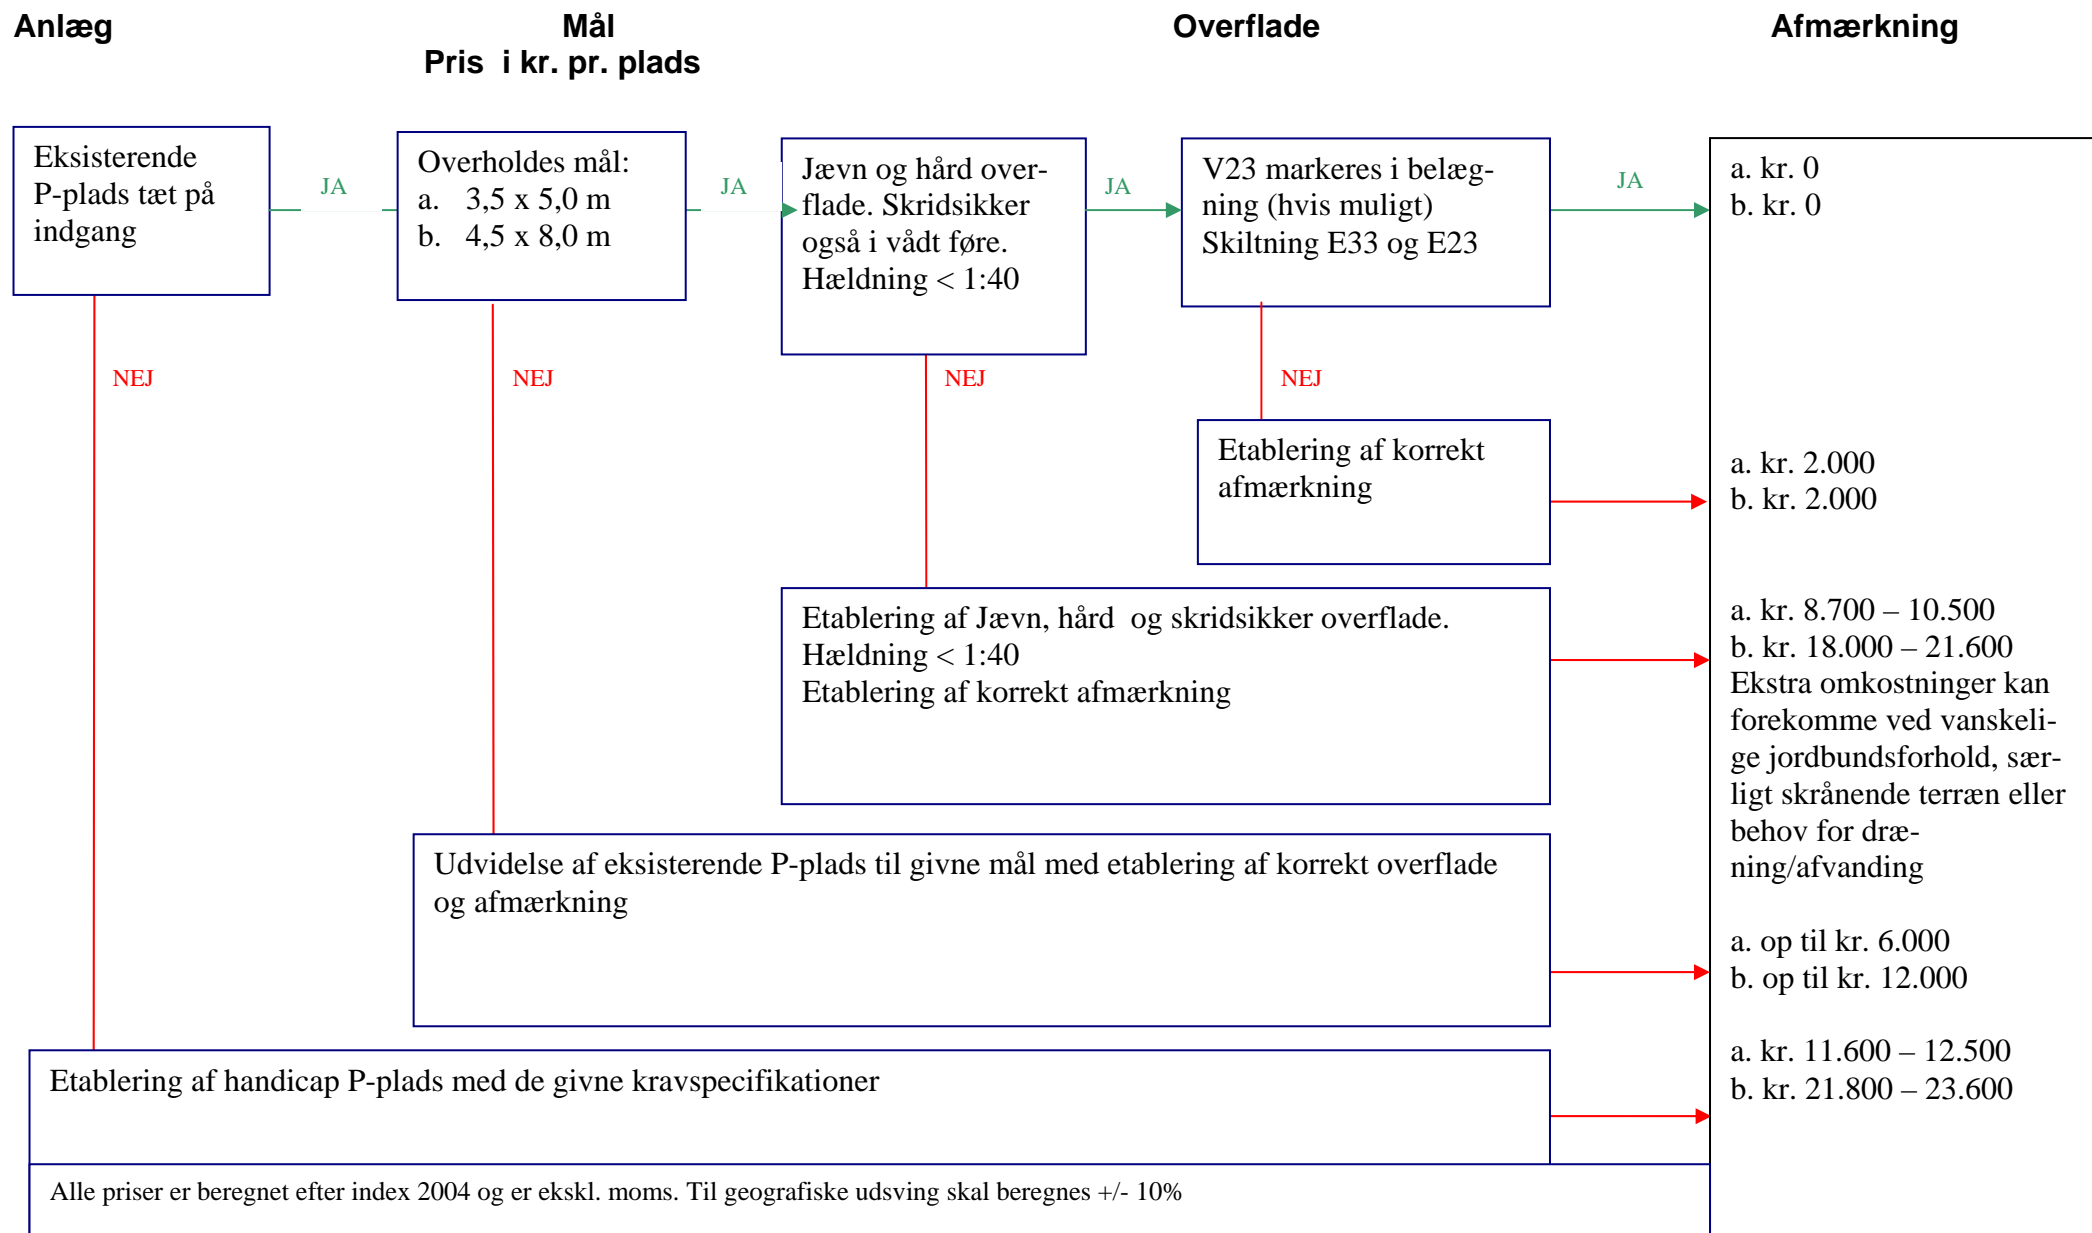 Anlæg
Mål
Pris i kr. pr. plads
Overflade
Afmærkning
Eksisterende
P-plads tæt på
indgang
JA
NEJ
Overholdes mål:
a. 3,5 x 5,0 m
b. 4,5 x 8,0 m
JA
NEJ
Jævn og hård over-
flade. Skridsikker
også i vådt føre.
Hældning < 1:40
JA
NEJ
V23 markeres i belæg-
ning (hvis muligt)
Skiltning E33 og E23
JA
NEJ
a. kr. 0
b. kr. 0
Etablering af korrekt
afmærkning
a. kr. 2.000
b. kr. 2.000
Etablering af Jævn, hård og skridsikker overflade.
Hældning < 1:40
Etablering af korrekt afmærkning
a. kr. 8.700 – 10.500
b. kr. 18.000 – 21.600
Ekstra omkostninger kan
forekomme ved vanskeli-
ge jordbundsforhold, sær-
ligt skrånende terræn eller
behov for dræ-
ning/afvanding
Udvidelse af eksisterende P-plads til givne mål med etablering af korrekt overflade
og afmærkning
a. op til kr. 6.000
b. op til kr. 12.000
Etablering af handicap P-plads med de givne kravspecifikationer
a. kr. 11.600 – 12.500
b. kr. 21.800 – 23.600
Alle priser er beregnet efter index 2004 og er ekskl. moms. Til geografiske udsving skal beregnes +/- 10%